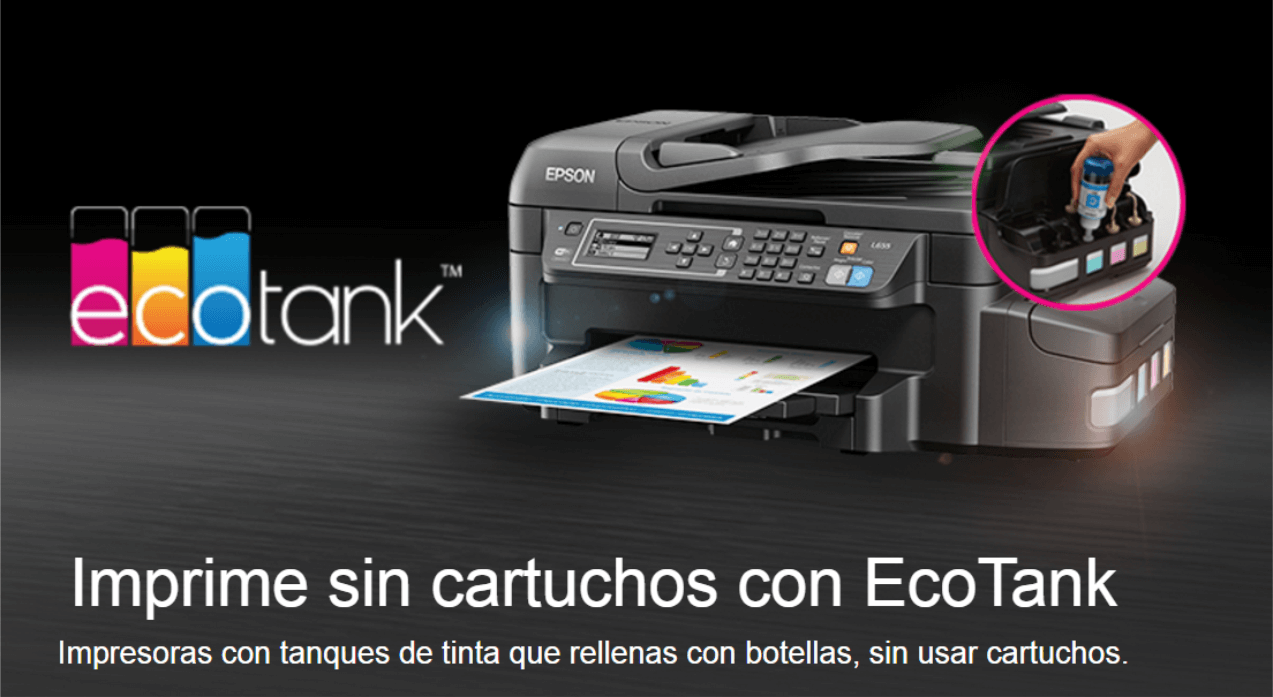 EPSON
L655
ecotank™
Imprime sin cartuchos con EcoTank
Impresoras con tanques de tinta que rellenas con botellas, sin usar cartuchos.